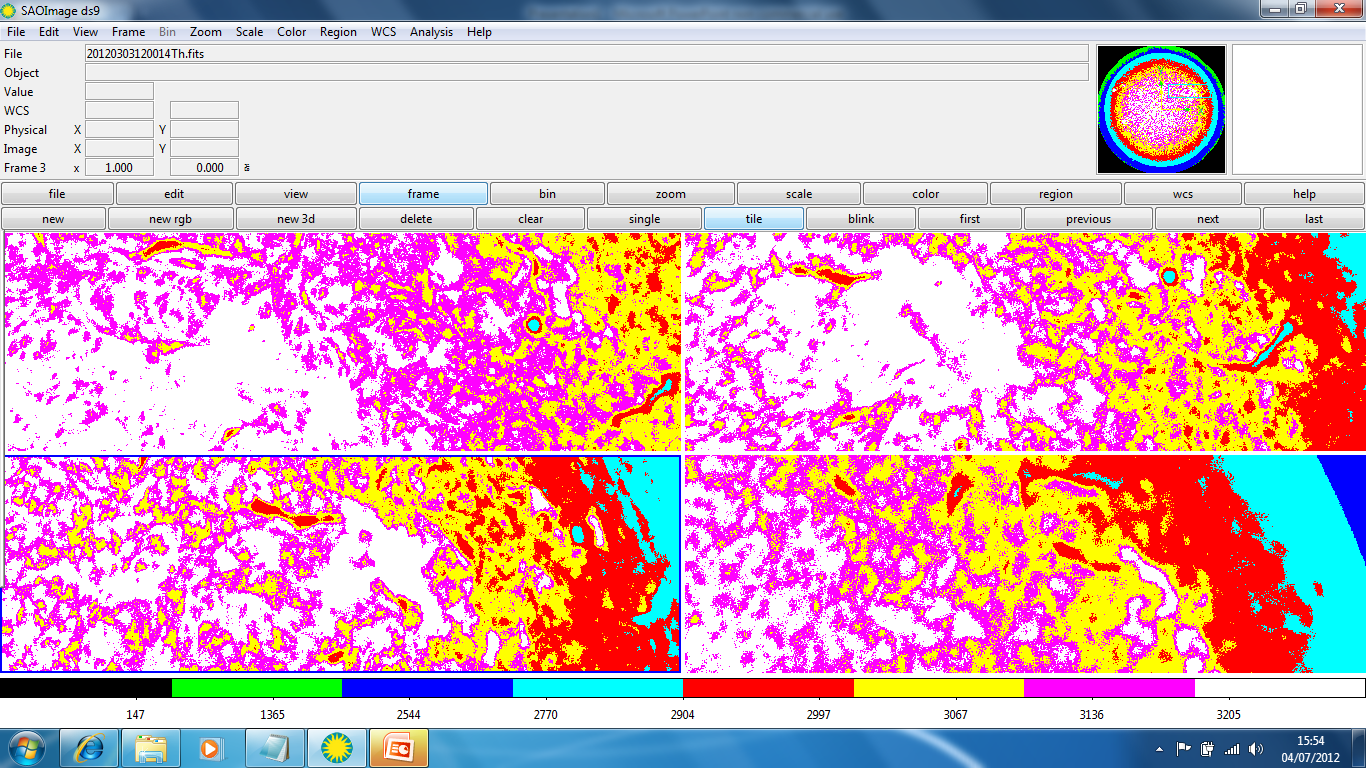 SAOImage ds9
File Edit View Frame Bin Zoom Scale Color Region WCS Analysis Help
File 20120303120014Th.fits
Object
Value
WCS
Physical X Y
Image X Y
Frame 3 x 1.000 0.000
file edit view frame bin zoom scale color region wcs help
new new rgb new 3d delete clear single tile blink first previous next last
147 1365 2544 2770 2904 2997 3067 3136 3205
15:54
04/07/2012